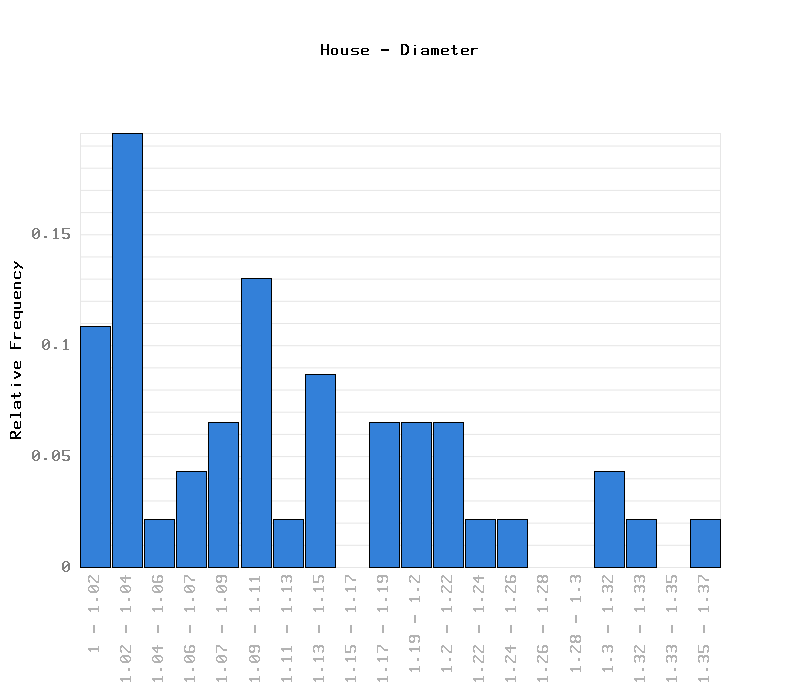 House - Diameter
Relative Frequency
0.15
0.1
0.05
0
1 - 1.02
1.02 - 1.04
1.04 - 1.06
1.06 - 1.07
1.07 - 1.09
1.09 - 1.11
1.11 - 1.13
1.13 - 1.15
1.15 - 1.17
1.17 - 1.19
1.19 - 1.2
1.2 - 1.22
1.22 - 1.24
1.24 - 1.26
1.26 - 1.28
1.28 - 1.3
1.3 - 1.32
1.32 - 1.33
1.33 - 1.35
1.35 - 1.37